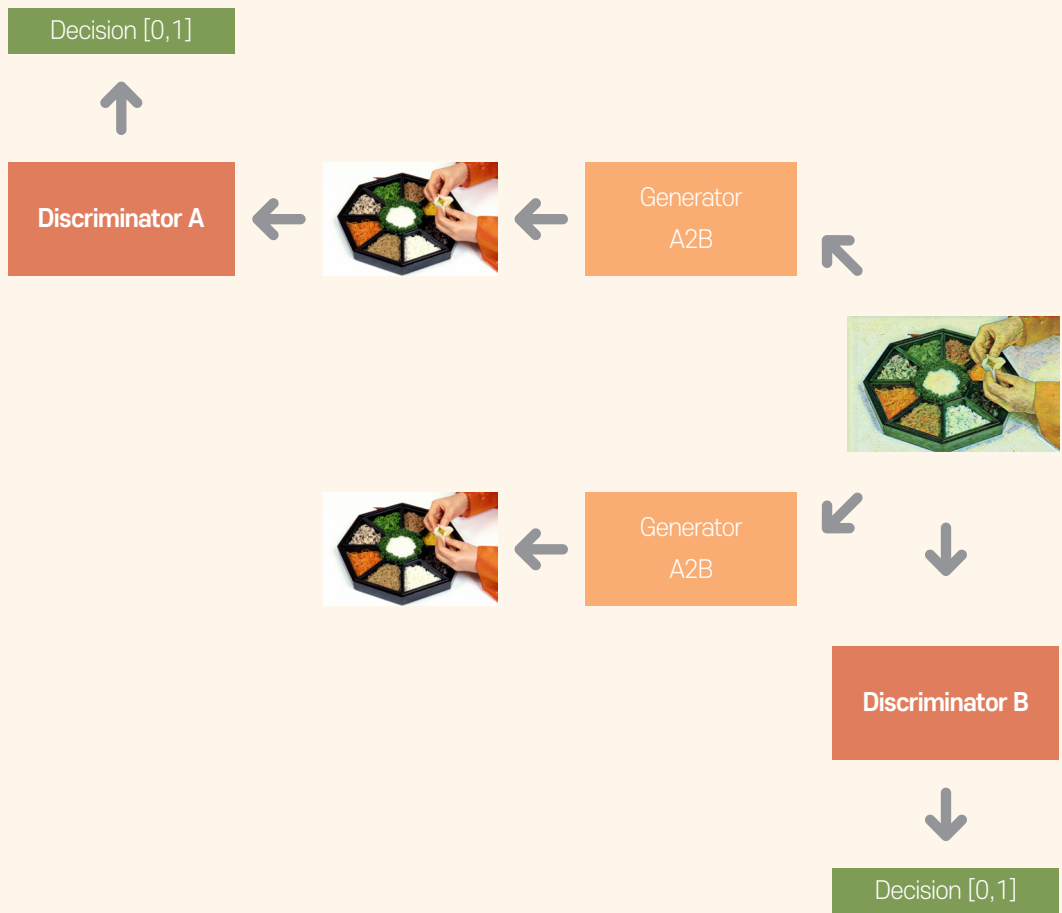 Decision [0,1]
Discriminator A
Generator
A2B
Generator
A2B
Discriminator B
Decision [0,1]